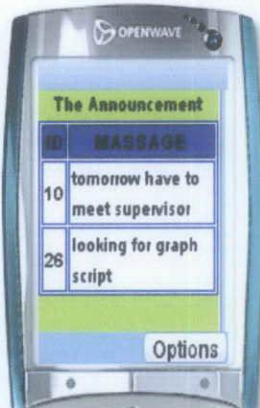 OPENWAVE
The Announcement
ID MASSAGE
10 tomorrow have to
meet supervisor
26 looking for graph
script
Options